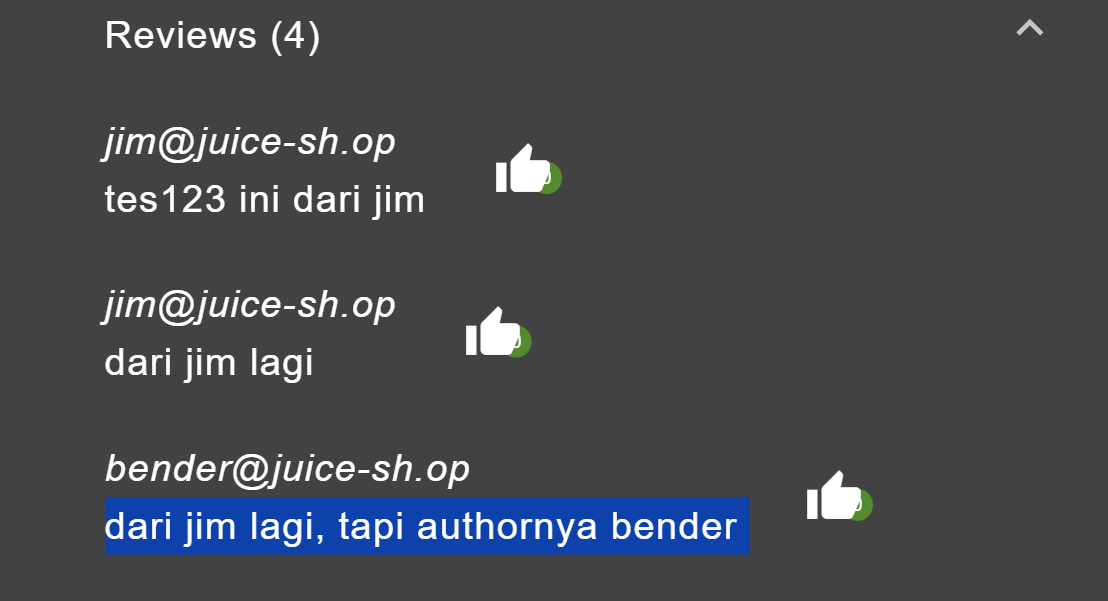 Reviews (4)
jim@juice-sh.op
tes123 ini dari jim
jim@juice-sh.op
dari jim lagi
bender@juice-sh.op
dari jim lagi, tapi authornya bender